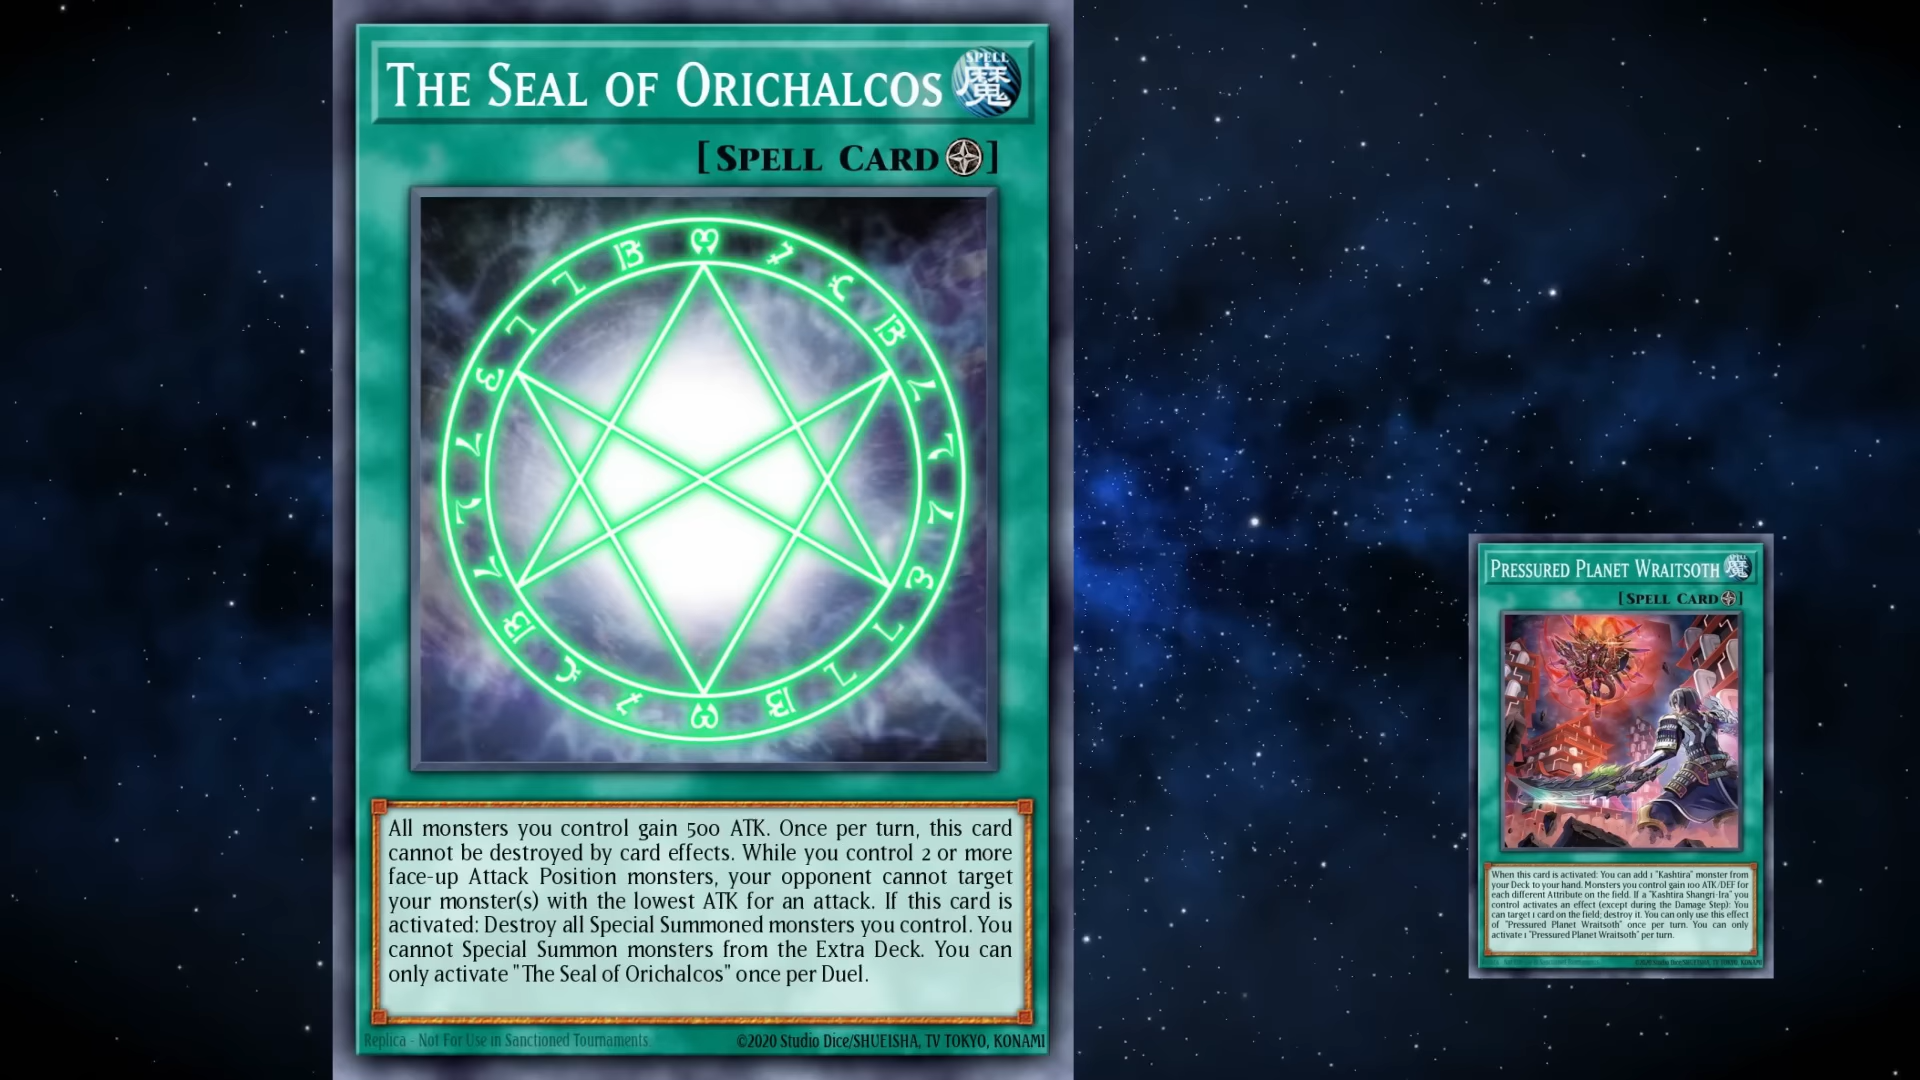 THE SEAL OF ORICHALCOS
SPELL
魔
[SPELL CARD]
All monsters you control gain 500 ATK. Once per turn, this card
cannot be destroyed by card effects. While you control 2 or more
face-up Attack Position monsters, your opponent cannot target
your monster(s) with the lowest ATK for an attack. If this card is
activated: Destroy all Special Summoned monsters you control. You
cannot Special Summon monsters from the Extra Deck. You can
only activate "The Seal of Orichalcos" once per Duel.
Replica - Not For Use in Sanctioned Tournaments
©2020 Studio Dice/SHUEISHA, TV TOKYO, KONAMI
PRESSURED PLANET WRAITSOTH
魔
[SPELL CARD]
When this card is activated: You can add 1 "Kashtira" monster from
your Deck to your hand. Monsters you control gain 100 ATK/DEF for
each different Attribute on the field. If a "Kashtira Shangri-Ira" you
control activates an effect (except during the Damage Step): You
can target 1 card on the field; destroy it. You can only use this effect
of "Pressured Planet Wraitsoth" once per turn. You can only
activate 1 "Pressured Planet Wraitsoth" per turn.
©2020 Studio Dice/SHUEISHA, TV TOKYO, KONAMI